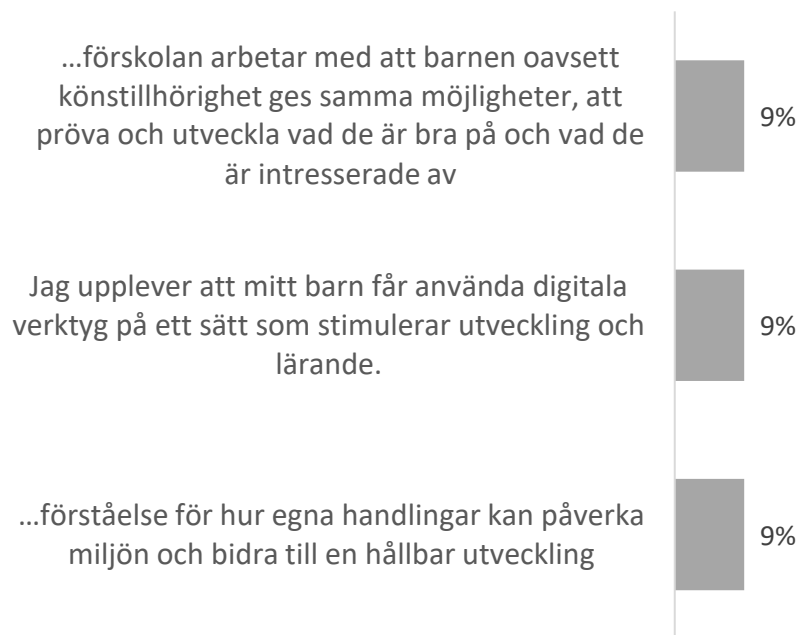 ...förskolan arbetar med att barnen oavsett
könstillhörighet ges samma möjligheter, att
pröva och utveckla vad de är bra på och vad de
är intresserade av
9%
Jag upplever att mitt barn får använda digitala
verktyg på ett sätt som stimulerar utveckling och
lärande.
9%
...förståelse för hur egna handlingar kan påverka
miljön och bidra till en hållbar utveckling
9%